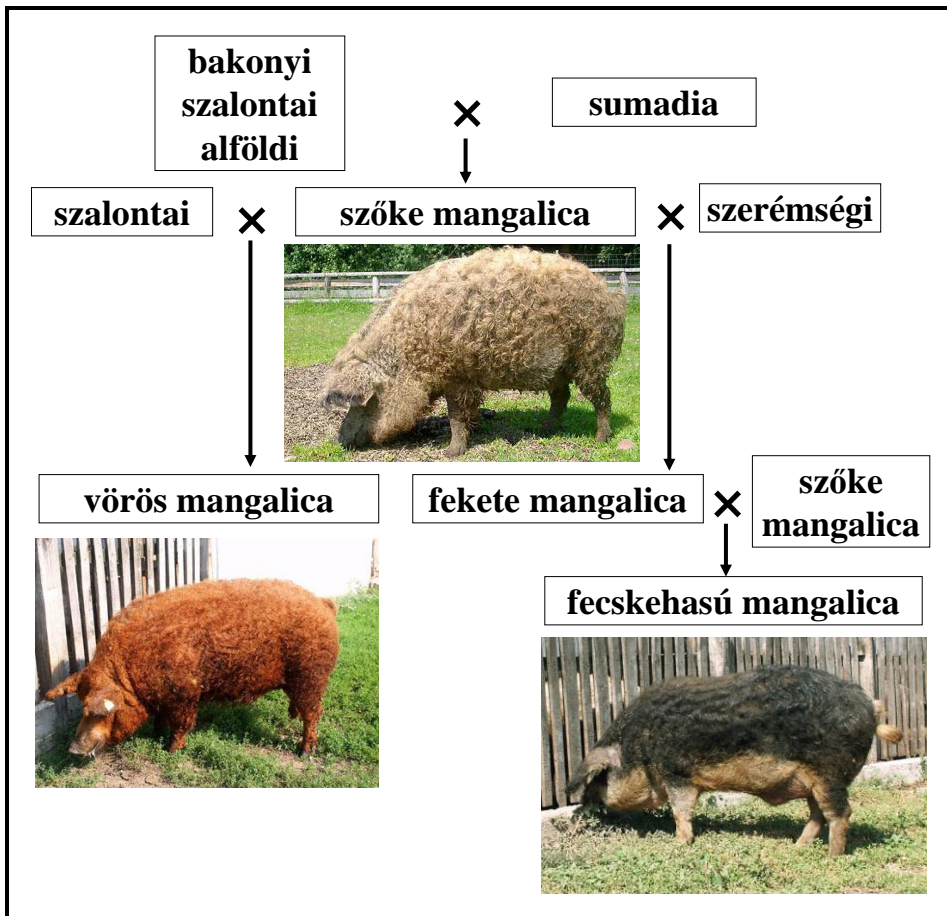 bakonyi
szalontai
alföldi
×
sumadia
szalontai
×
szőke mangalica
×
szerémségi
vörös mangalica
fekete mangalica
×
szőke
mangalica
fecskehasú mangalica